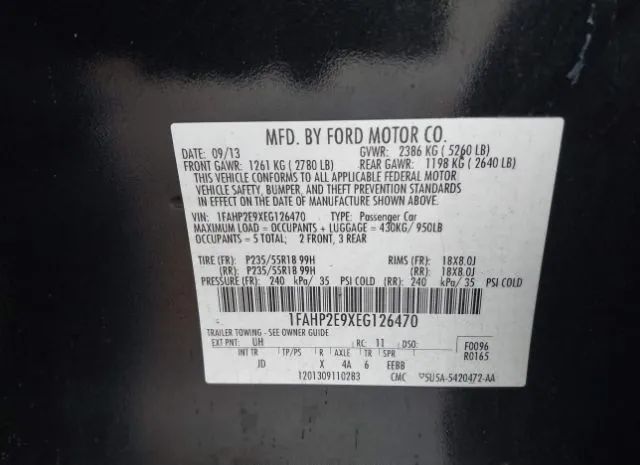 MFD. BY FORD MOTOR CO.
DATE: 09/13 GVWR: 2386 KG ( 5260 LB)
FRONT GAWR: 1261 KG ( 2780 LB) REAR GAWR: 1198 KG ( 2640 LB)
THIS VEHICLE CONFORMS TO ALL APPLICABLE FEDERAL MOTOR
VEHICLE SAFETY, BUMPER, AND THEFT PREVENTION STANDARDS
IN EFFECT ON THE DATE OF MANUFACTURE SHOWN ABOVE.
VIN: 1FAHP2E9XEG126470 TYPE: Passenger Car
MAXIMUM LOAD = OCCUPANTS + LUGGAGE = 430KG/ 950LB
OCCUPANTS = 5 TOTAL; 2 FRONT, 3 REAR
TIRE (FR): P235/55R18 99H RIMS (FR): 18X8.0J
(RR): P235/55R18 99H (RR): 18X8.0J
PRESSURE (FR): 240 kPa/ 35 PSI COLD (RR): 240 kPa/ 35 PSI COLD
1FAHP2E9XEG126470
TRAILER TOWING - SEE OWNER GUIDE
EXT PNT: UH RC: 11 DSO: F0096
12D/PS R AXLE TR SPR R0165
JD X 4A 6 EEBB
1201309110283 CMC 5U5A-5420472-AA